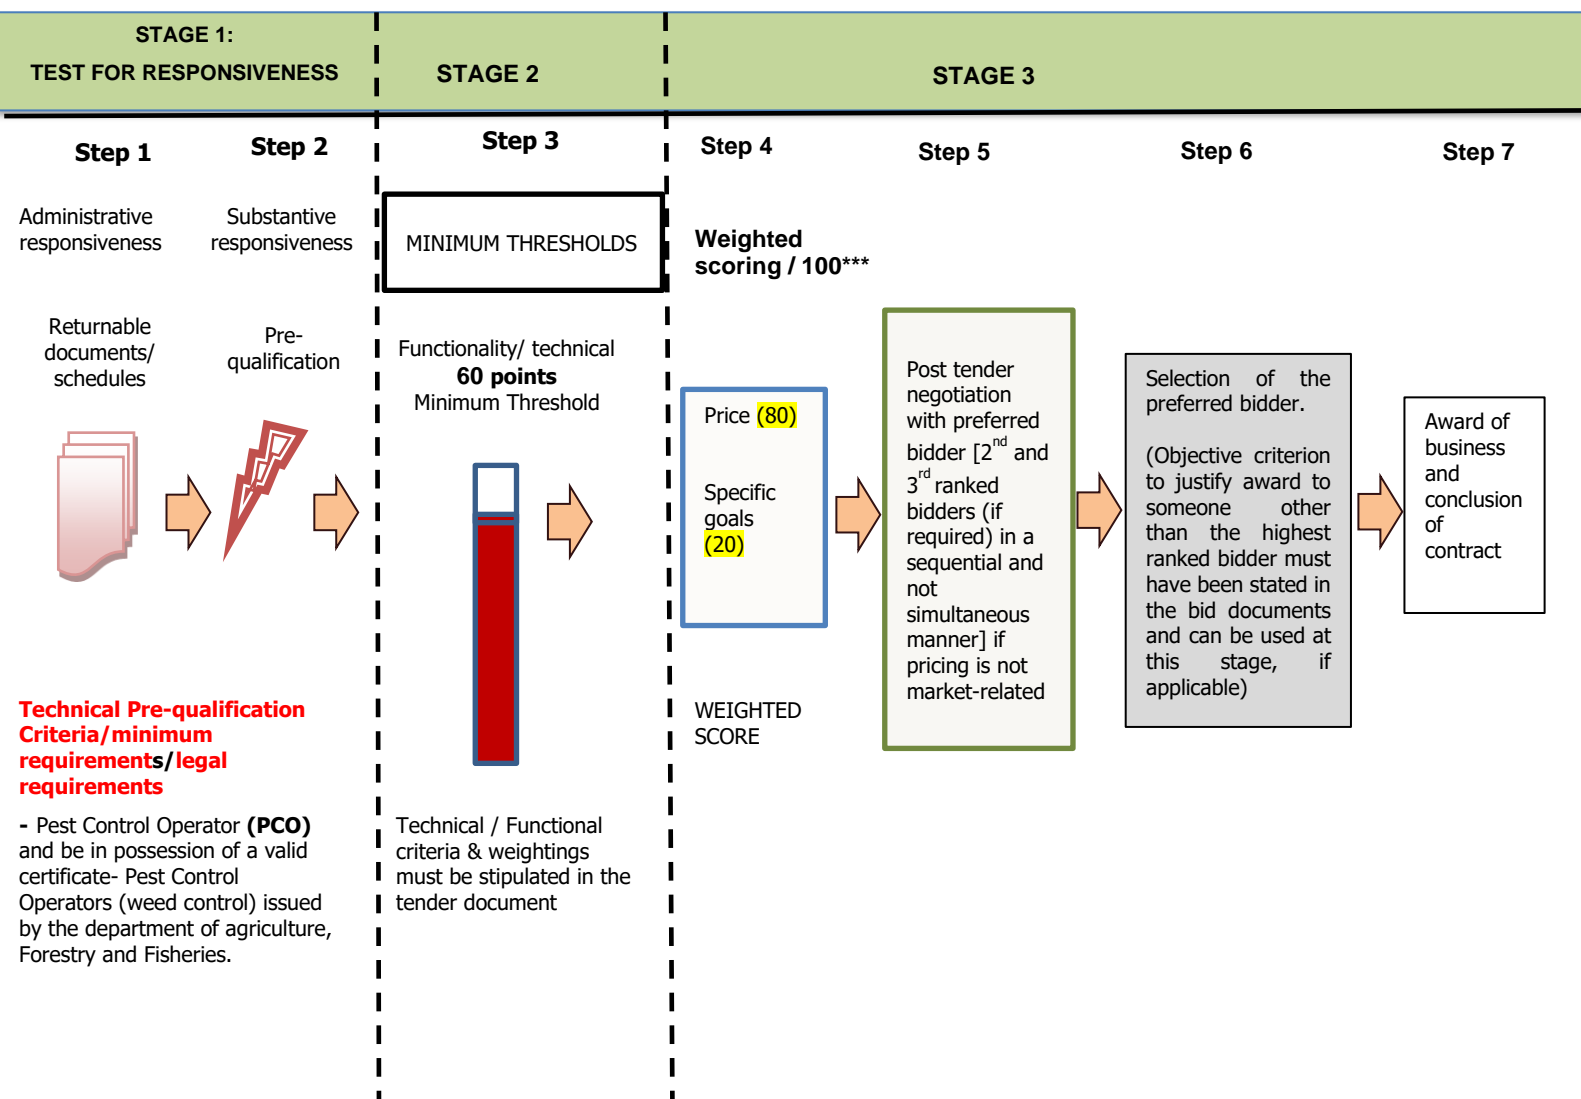 STAGE 1:
TEST FOR RESPONSIVENESS
STAGE 2
STAGE 3
Step 1
Step 2
Step 3
Step 4
Step 5
Step 6
Step 7
Administrative
responsiveness
Substantive
responsiveness
MINIMUM THRESHOLDS
Weighted
scoring / 100***
Returnable
documents/
schedules
Pre-
qualification
Functionality/ technical
60 points
Minimum Threshold
Price (80)
Specific
goals
(20)
WEIGHTED
SCORE
Post tender
negotiation
with preferred
bidder [2nd and
3rd ranked
bidders (if
required) in a
sequential and
not
simultaneous
manner] if
pricing is not
market-related
Selection of the
preferred bidder.
(Objective criterion
to justify award to
someone other
than the highest
ranked bidder must
have been stated in
the bid documents
and can be used at
this stage, if
applicable)
Award of
business
and
conclusion
of
contract
Technical Pre-qualification
Criteria/minimum
requirements/legal
requirements
- Pest Control Operator (PCO)
and be in possession of a valid
certificate- Pest Control
Operators (weed control) issued
by the department of agriculture,
Forestry and Fisheries.
Technical / Functional
criteria & weightings
must be stipulated in the
tender document